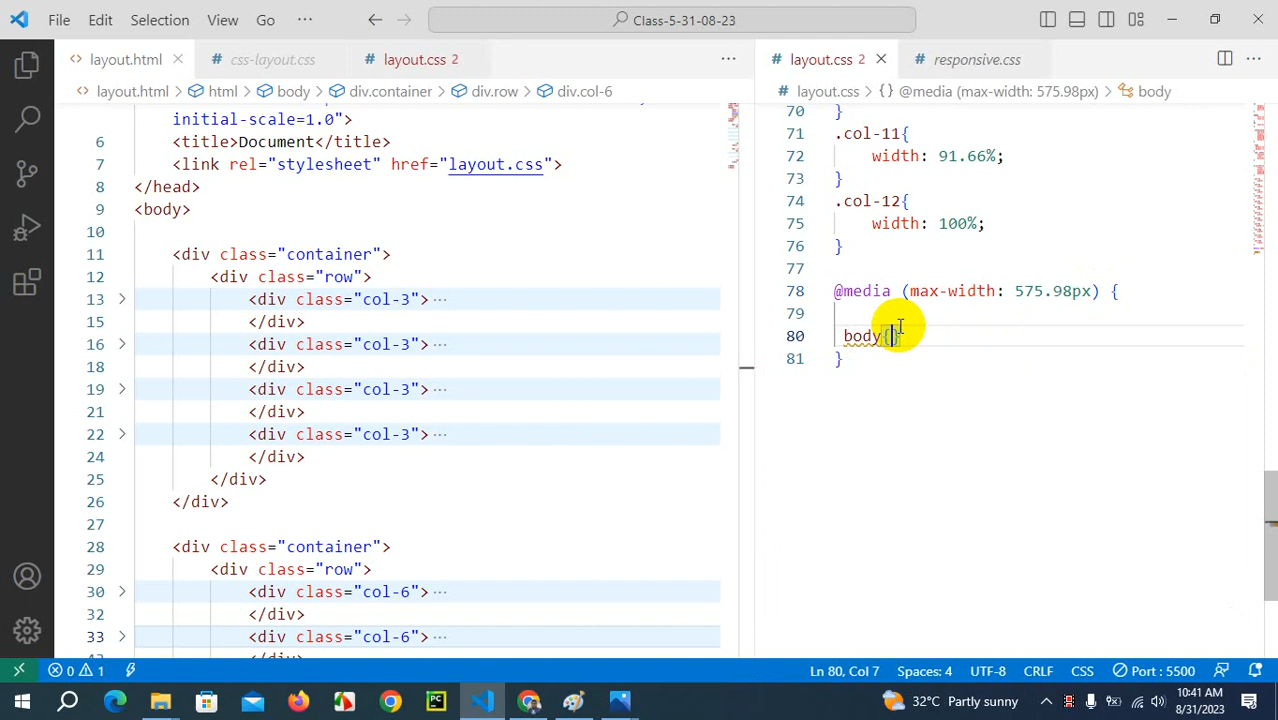 File Edit Selection View Go ··· Class-5-31-08-23
layout.html css-layout.css layout.css 2 ···
layout.html html body div.container div.row div.col-6
initial-scale=1.0">
6 <title>Document</title>
7 <link rel="stylesheet" href="layout.css">
8 </head>
9 <body>
10
11 <div class="container">
12 <div class="row">
13 <div class="col-3"> ···
15 </div>
16 <div class="col-3"> ···
18 </div>
19 <div class="col-3"> ···
21 </div>
22 <div class="col-3"> ···
24 </div>
25 </div>
26 </div>
27
28 <div class="container">
29 <div class="row">
30 <div class="col-6"> ···
32 </div>
33 <div class="col-6"> ···
layout.css 2 responsive.css ···
layout.css {} @media (max-width: 575.98px) body
70 }
71 .col-11{
72 width: 91.66%;
73 }
74 .col-12{
75 width: 100%;
76 }
77
78 @media (max-width: 575.98px) {
79
80 body{}
81 }
0 1 Ln 80, Col 7 Spaces: 4 UTF-8 CRLF CSS Port : 5500
PC 32°C Partly sunny 10:41 AM
8/31/2023